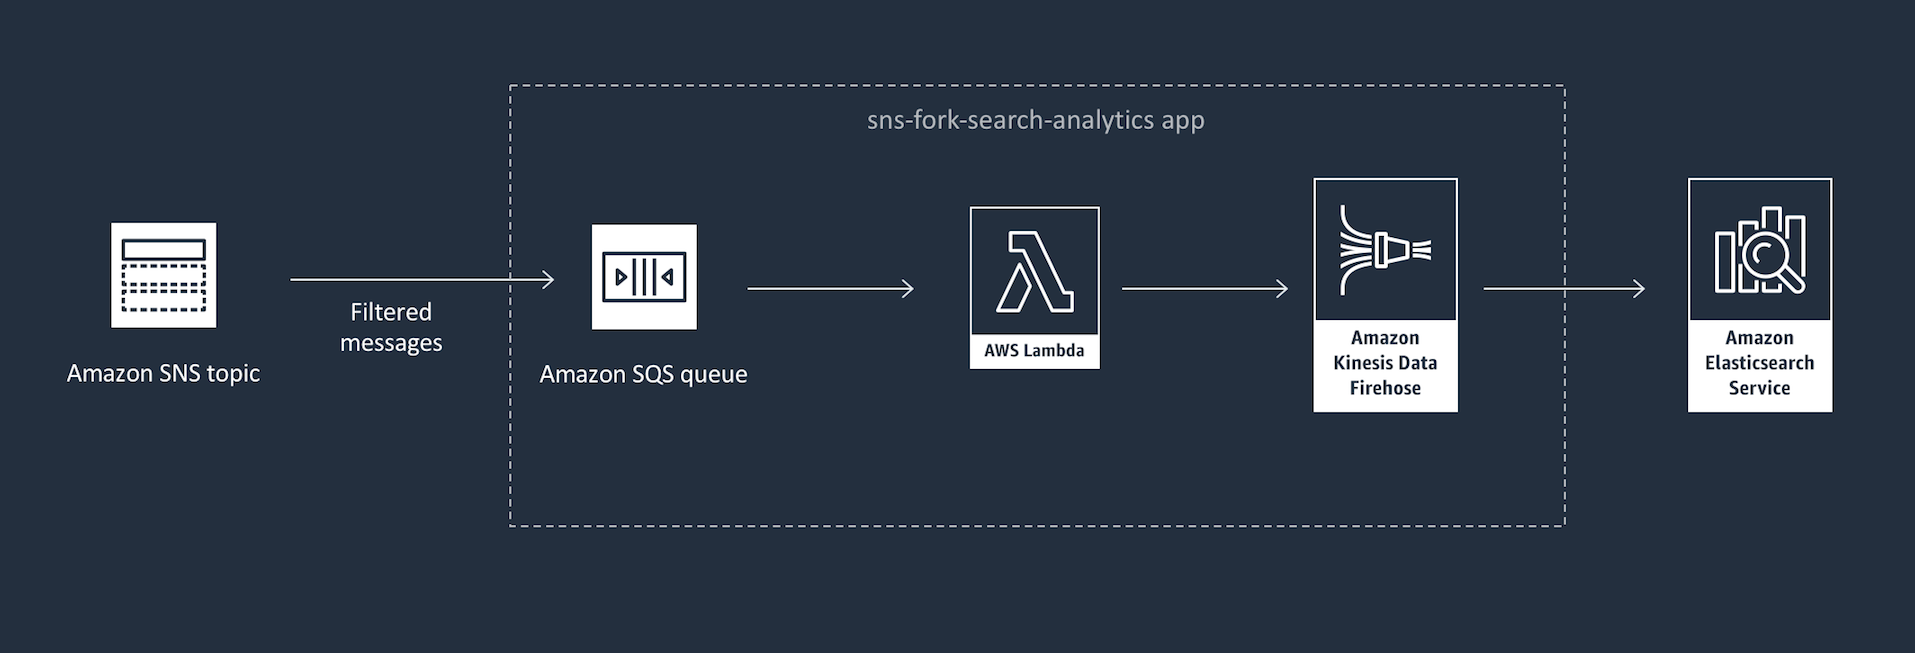 sns-fork-search-analytics app
Amazon SNS topic
Filtered
messages
Amazon SQS queue
AWS Lambda
Amazon
Kinesis Data
Firehose
Amazon
Elasticsearch
Service